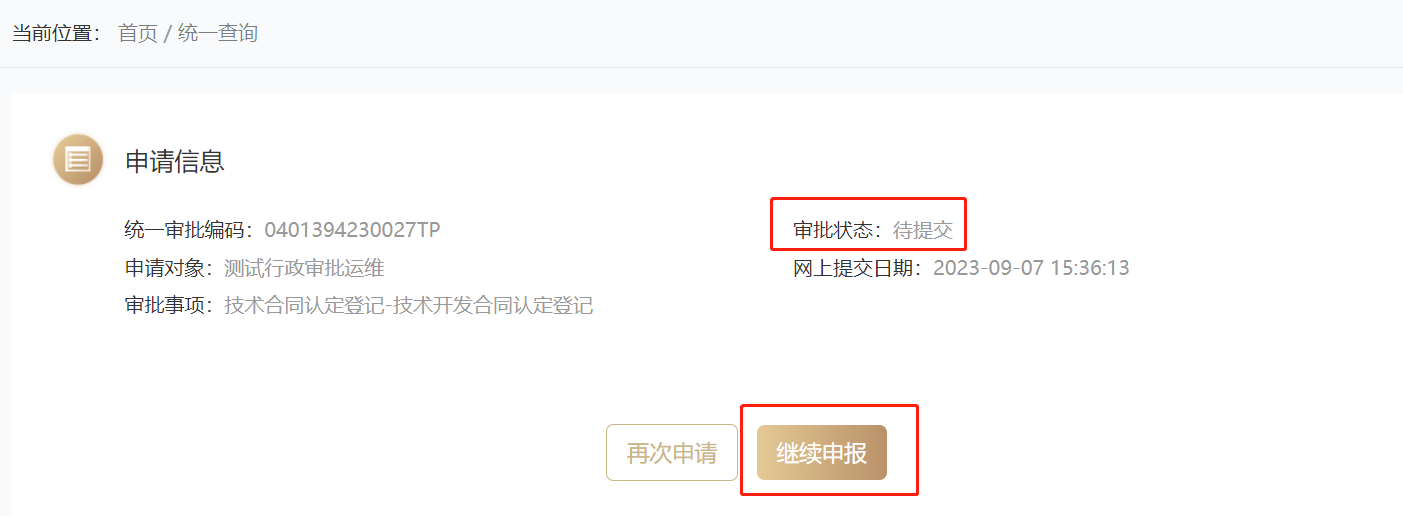 当前位置： 首页 / 统一查询
申请信息
统一审批编码：0401394230027TP
审批状态：待提交
申请对象：测试行政审批运维
网上提交日期：2023-09-07 15:36:13
审批事项：技术合同认定登记-技术开发合同认定登记
再次申请
继续申报